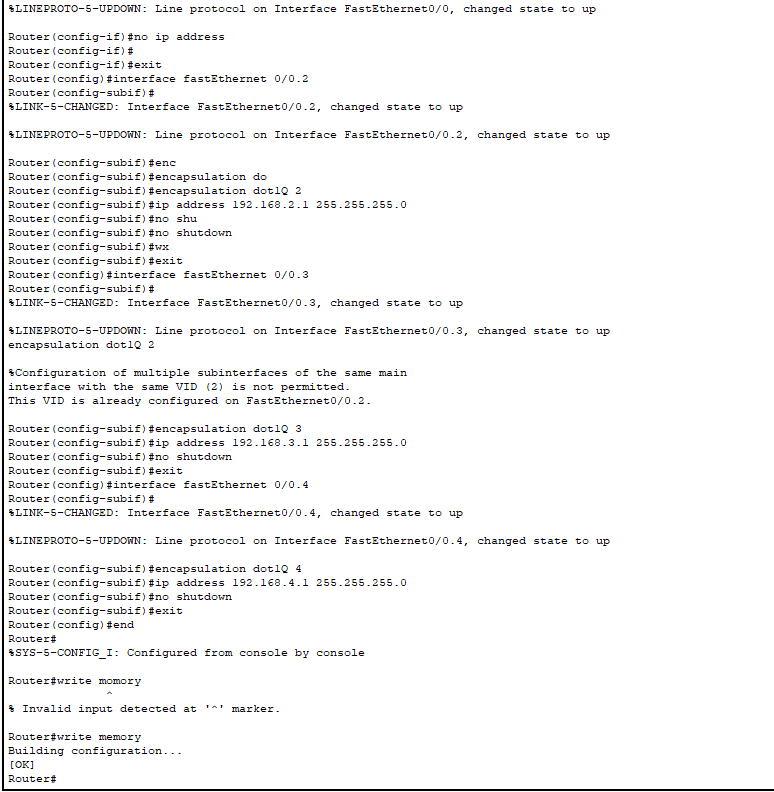 %LINEPROTO-5-UPDOWN: Line protocol on Interface FastEthernet0/0, changed state to up
Router(config-if)#no ip address
Router(config-if)#
Router(config-if)#exit
Router(config)#interface fastEthernet 0/0.2
Router(config-subif)#
%LINK-5-CHANGED: Interface FastEthernet0/0.2, changed state to up
%LINEPROTO-5-UPDOWN: Line protocol on Interface FastEthernet0/0.2, changed state to up
Router(config-subif)#enc
Router(config-subif)#encapsulation do
Router(config-subif)#encapsulation dot1Q 2
Router(config-subif)#ip address 192.168.2.1 255.255.255.0
Router(config-subif)#no shu
Router(config-subif)#no shutdown
Router(config-subif)#wx
Router(config-subif)#exit
Router(config)#interface fastEthernet 0/0.3
Router(config-subif)#
%LINK-5-CHANGED: Interface FastEthernet0/0.3, changed state to up
%LINEPROTO-5-UPDOWN: Line protocol on Interface FastEthernet0/0.3, changed state to up
encapsulation dot1Q 2
%Configuration of multiple subinterfaces of the same main
interface with the same VID (2) is not permitted.
This VID is already configured on FastEthernet0/0.2.
Router(config-subif)#encapsulation dot1Q 3
Router(config-subif)#ip address 192.168.3.1 255.255.255.0
Router(config-subif)#no shutdown
Router(config-subif)#exit
Router(config)#interface fastEthernet 0/0.4
Router(config-subif)#
%LINK-5-CHANGED: Interface FastEthernet0/0.4, changed state to up
%LINEPROTO-5-UPDOWN: Line protocol on Interface FastEthernet0/0.4, changed state to up
Router(config-subif)#encapsulation dot1Q 4
Router(config-subif)#ip address 192.168.4.1 255.255.255.0
Router(config-subif)#no shutdown
Router(config-subif)#exit
Router(config)#end
Router#
%SYS-5-CONFIG_I: Configured from console by console
Router#write momory
^
% Invalid input detected at '^' marker.
Router#write memory
Building configuration...
[OK]
Router#